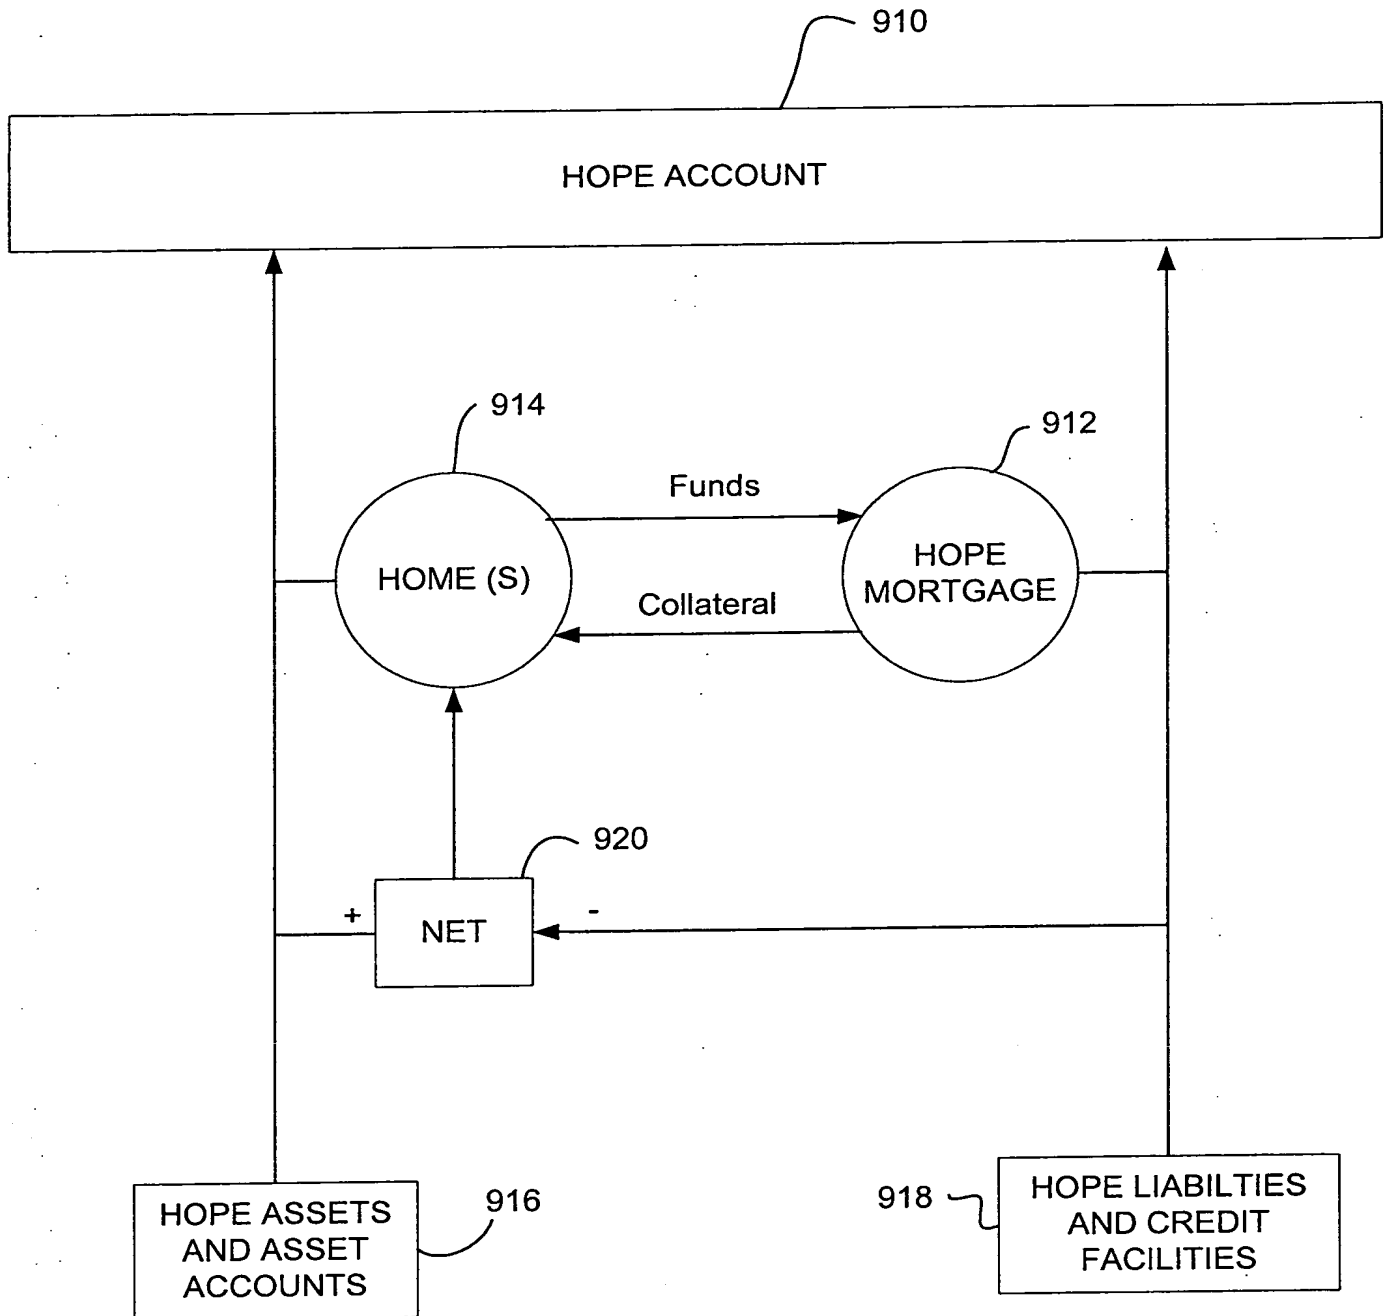 910
HOPE ACCOUNT
914
912
Funds
HOME (S)
HOPE
MORTGAGE
Collateral
920
+
-
NET
916
918
HOPE ASSETS
AND ASSET
ACCOUNTS
HOPE LIABILTIES
AND CREDIT
FACILITIES